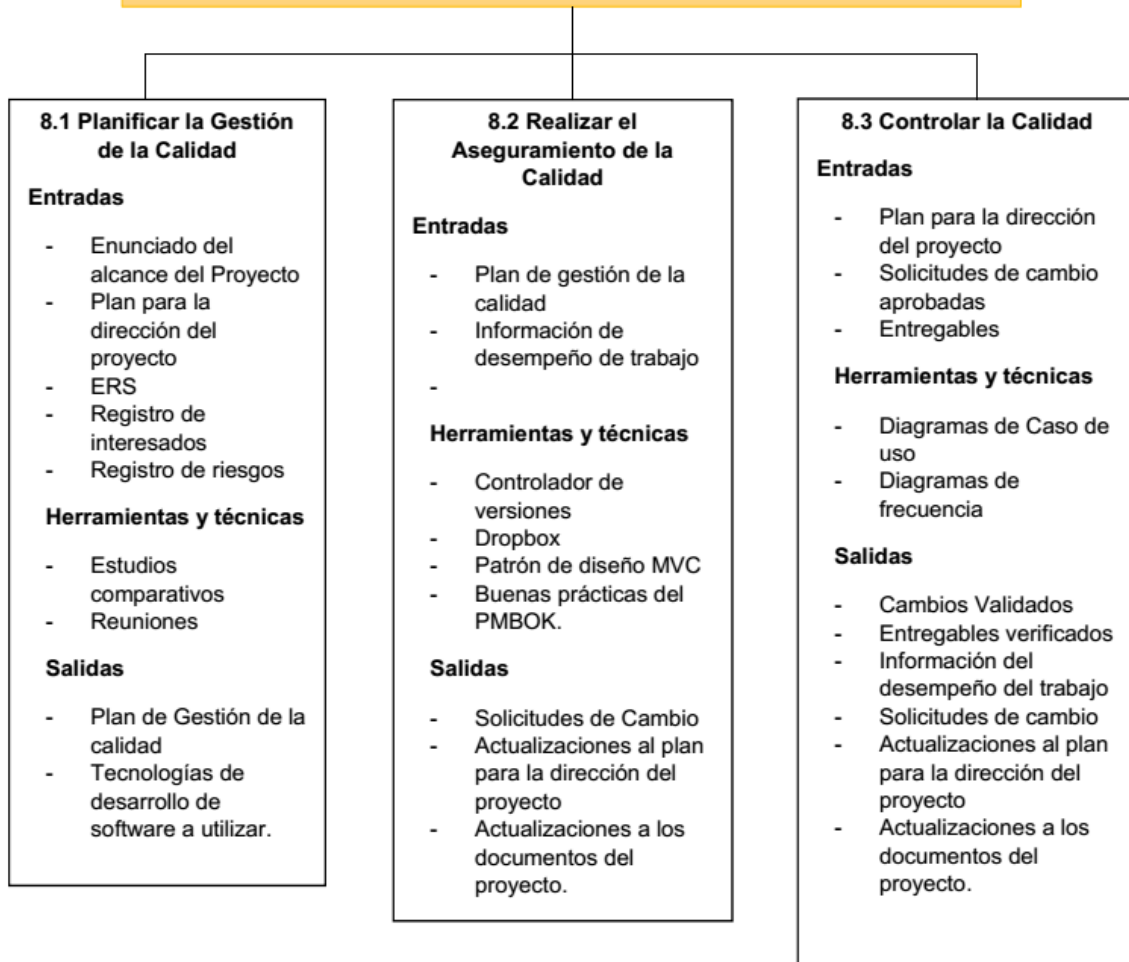 8.1 Planificar la Gestión
de la Calidad
Entradas
- Enunciado del
alcance del Proyecto
- Plan para la
dirección del
proyecto
- ERS
- Registro de
interesados
- Registro de riesgos
Herramientas y técnicas
- Estudios
comparativos
- Reuniones
Salidas
- Plan de Gestión de la
calidad
- Tecnologías de
desarrollo de
software a utilizar.
8.2 Realizar el
Aseguramiento de la
Calidad
Entradas
- Plan de gestión de la
calidad
- Información de
desempeño de trabajo
-
Herramientas y técnicas
- Controlador de
versiones
- Dropbox
- Patrón de diseño MVC
- Buenas prácticas del
PMBOK.
Salidas
- Solicitudes de Cambio
- Actualizaciones al plan
para la dirección del
proyecto
- Actualizaciones a los
documentos del
proyecto.
8.3 Controlar la Calidad
Entradas
- Plan para la dirección
del proyecto
- Solicitudes de cambio
aprobadas
- Entregables
Herramientas y técnicas
- Diagramas de Caso de
uso
- Diagramas de
frecuencia
Salidas
- Cambios Validados
- Entregables verificados
- Información del
desempeño del trabajo
- Solicitudes de cambio
- Actualizaciones al plan
para la dirección del
proyecto
- Actualizaciones a los
documentos del
proyecto.